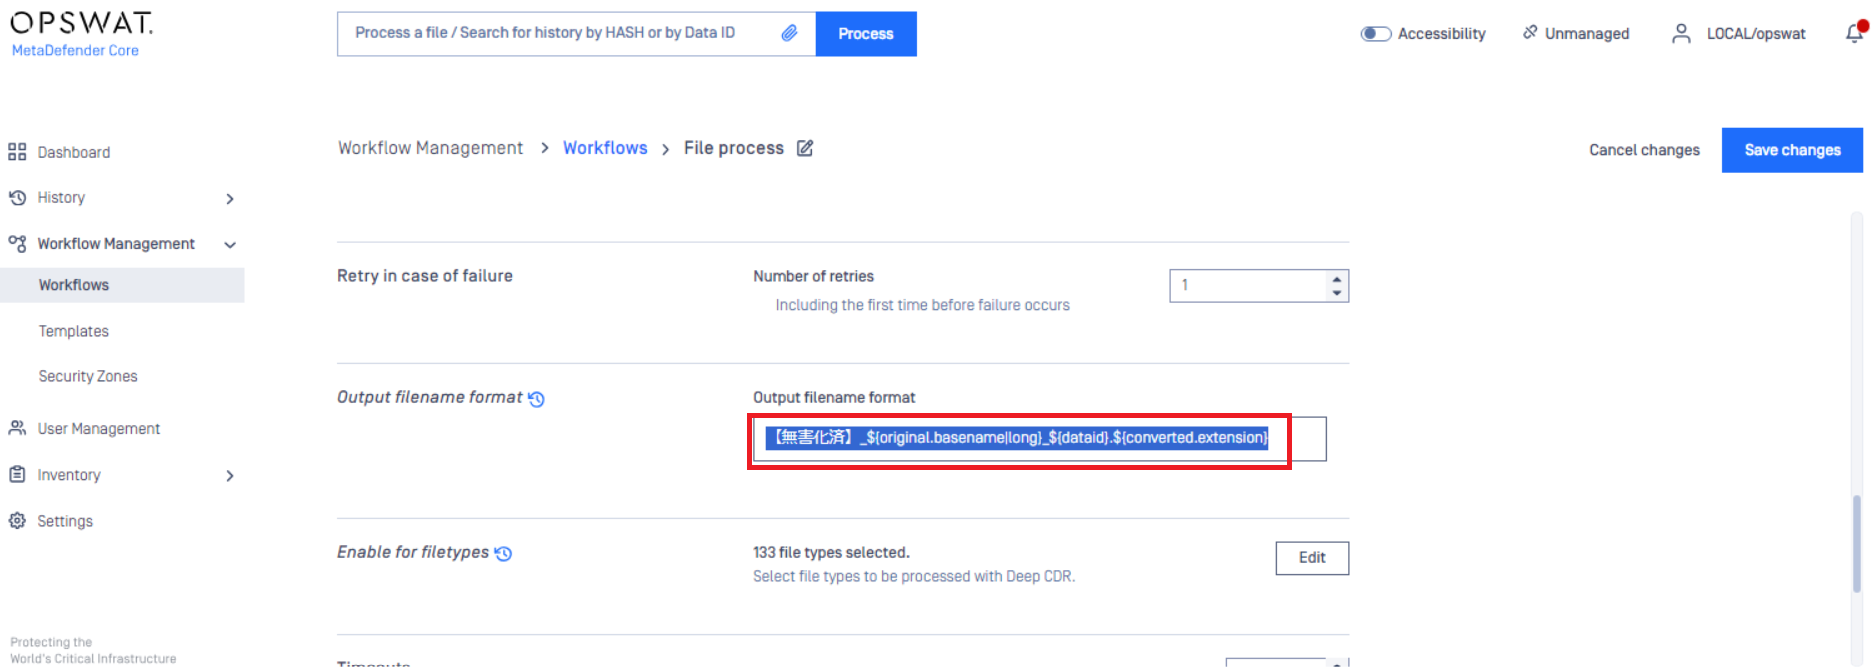 OPSWAT.
MetaDefender Core
Process a file / Search for history by HASH or by Data ID
Process
Accessibility
Unmanaged
LOCAL/opswat
Dashboard
History
Workflow Management
Workflows
Templates
Security Zones
User Management
Inventory
Settings
Protecting the
World's Critical Infrastructure
Workflow Management > Workflows > File process
Cancel changes
Save changes
Retry in case of failure
Number of retries
Including the first time before failure occurs
1
Output filename format
Output filename format
【無害化済】_${original.basename|long}_${dataid}.${converted.extension}
Enable for filetypes
133 file types selected.
Select file types to be processed with Deep CDR.
Edit
Timeouts